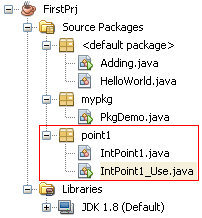 FirstPrj
Source Packages
<default package>
Adding.java
HelloWorld.java
mypkg
PkgDemo.java
point1
IntPoint1.java
IntPoint1_Use.java
Libraries
JDK 1.8 (Default)